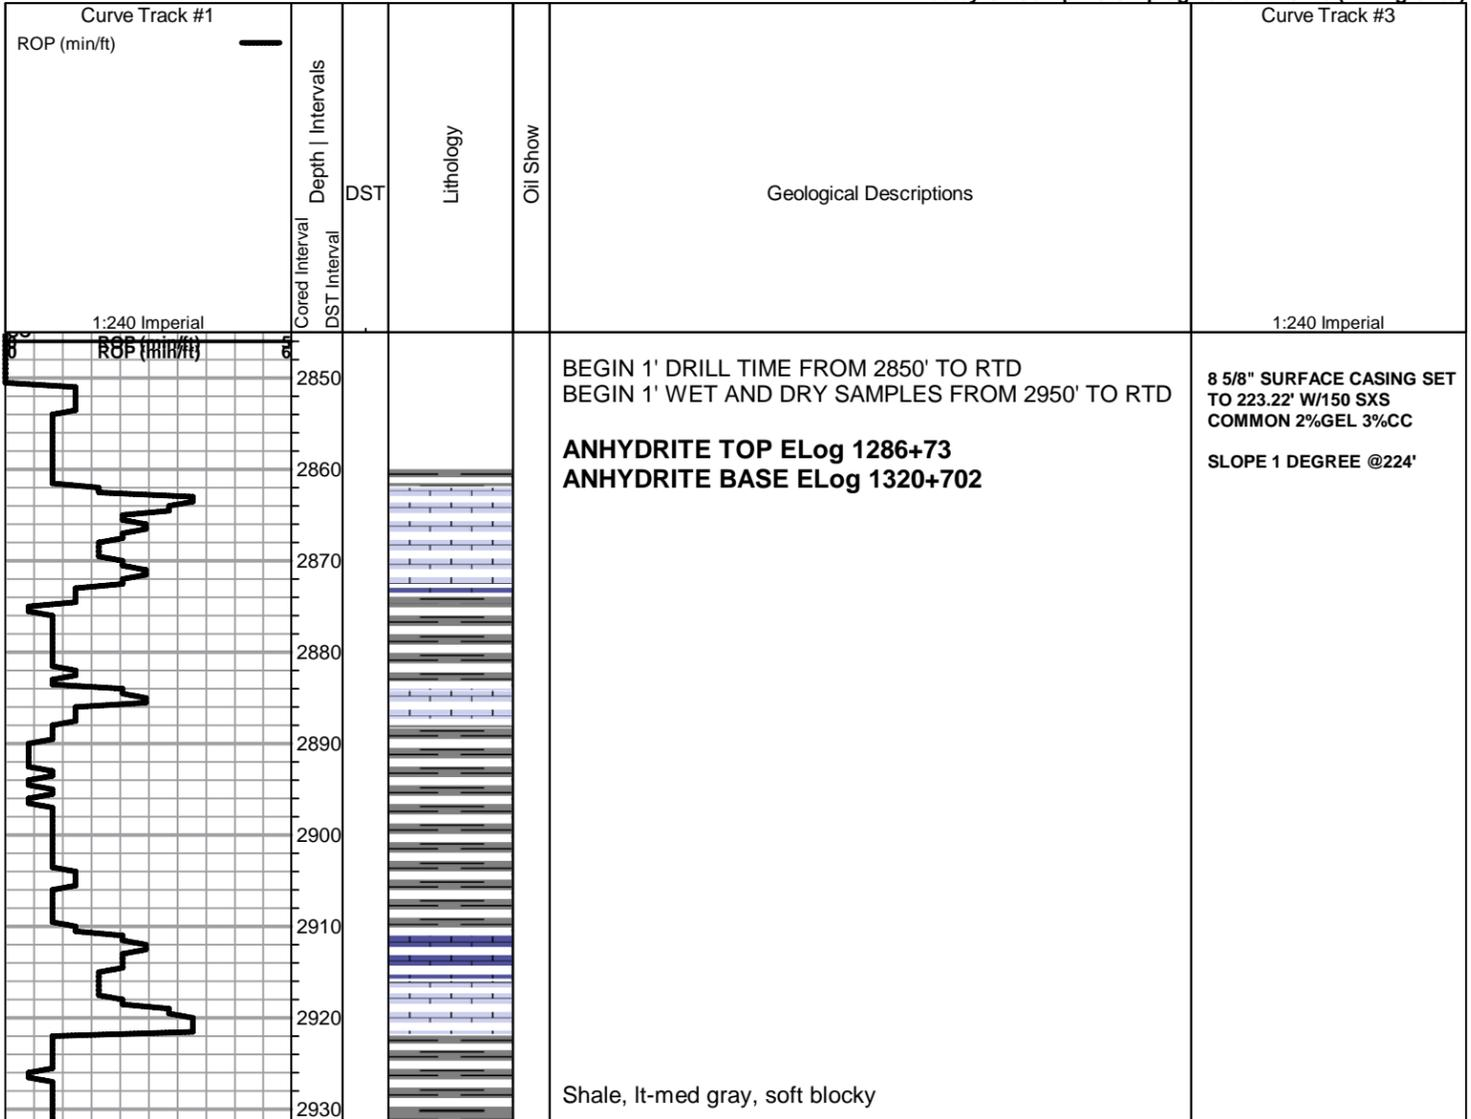 Curve Track #1
ROP (min/ft)
1:240 Imperial
Depth | Intervals
Cored Interval
DST Interval
DST
Lithology
Oil Show
Geological Descriptions
Curve Track #3
1:240 Imperial
0 ROP (min/ft) 6
2850
2860
2870
2880
2890
2900
2910
2920
2930
BEGIN 1' DRILL TIME FROM 2850' TO RTD
BEGIN 1' WET AND DRY SAMPLES FROM 2950' TO RTD
ANHYDRITE TOP ELog 1286+73
ANHYDRITE BASE ELog 1320+702
Shale, lt-med gray, soft blocky
8 5/8" SURFACE CASING SET
TO 223.22' W/150 SXS
COMMON 2%GEL 3%CC
SLOPE 1 DEGREE @224'